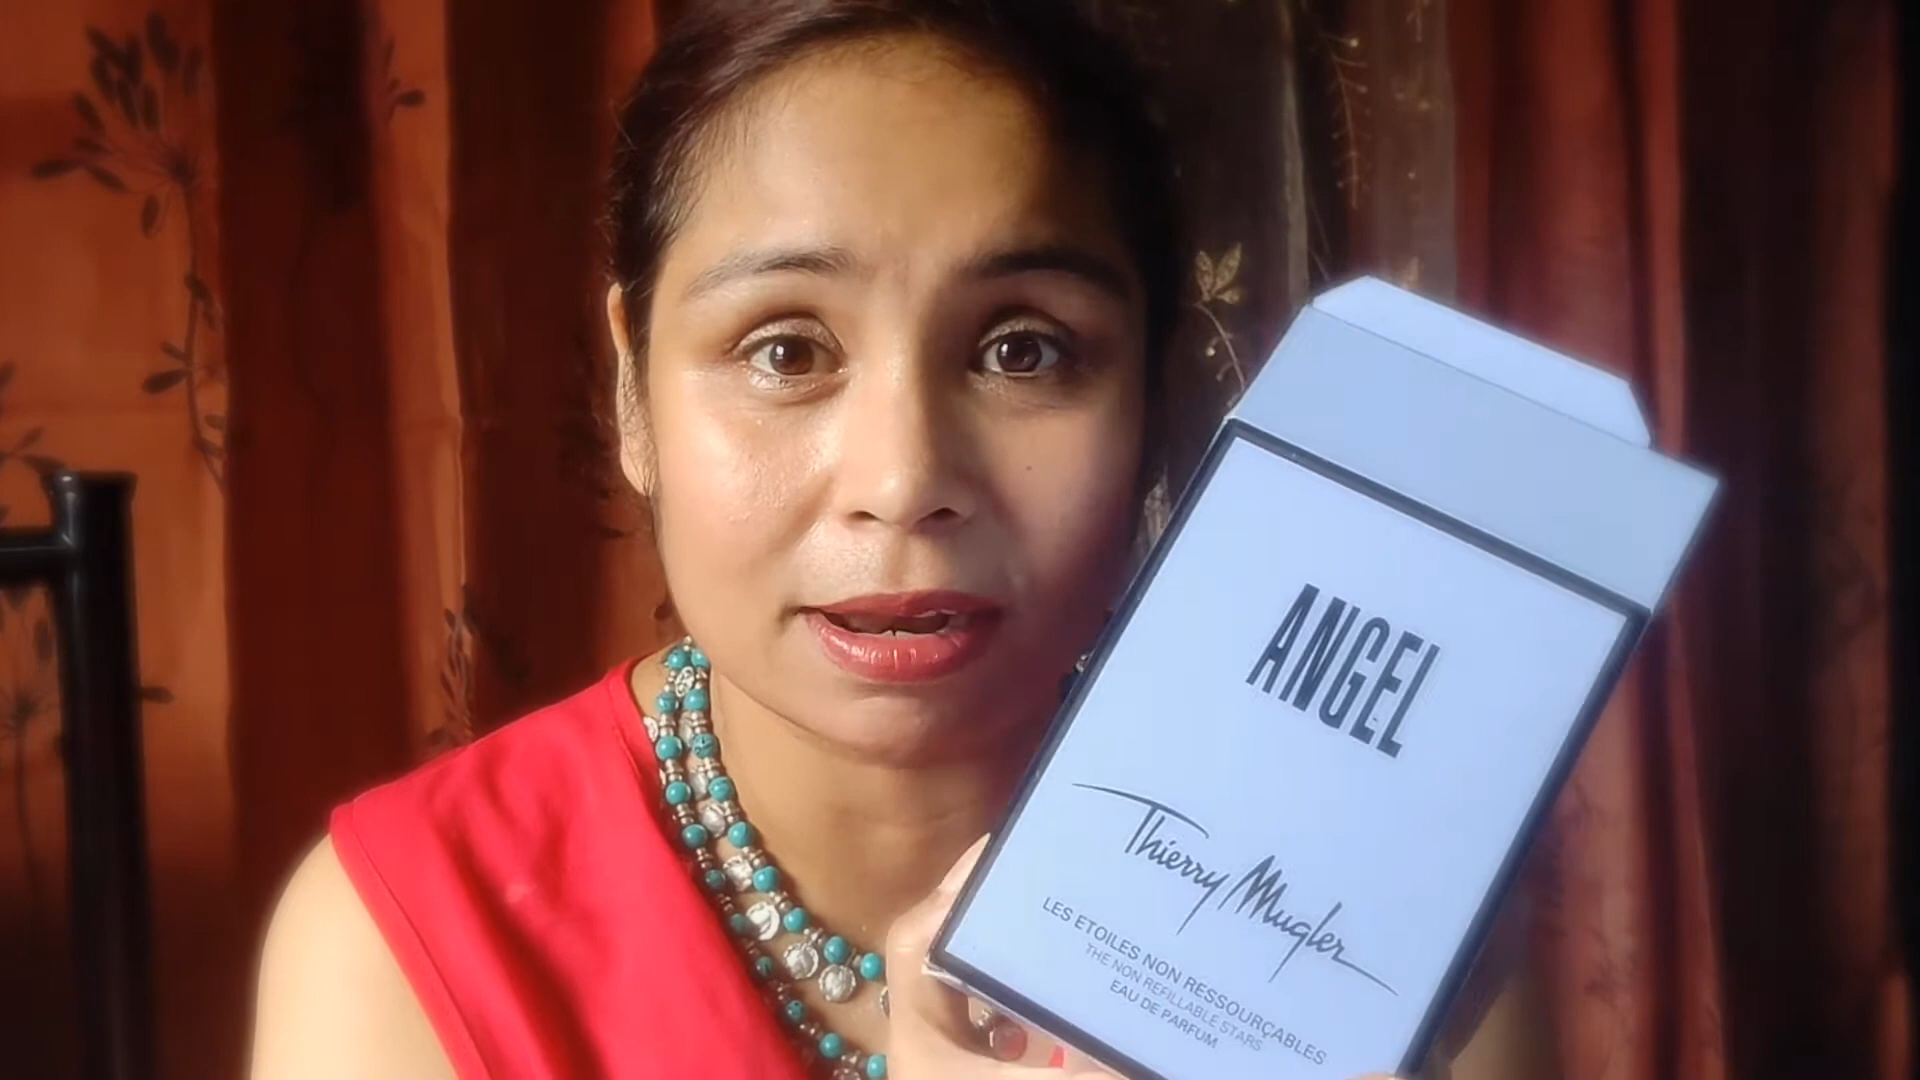 ANGEL
Thierry Mugler
LES ETOILES NON RESSOURÇABLES
THE NON REFILLABLE STARS
EAU DE PARFUM